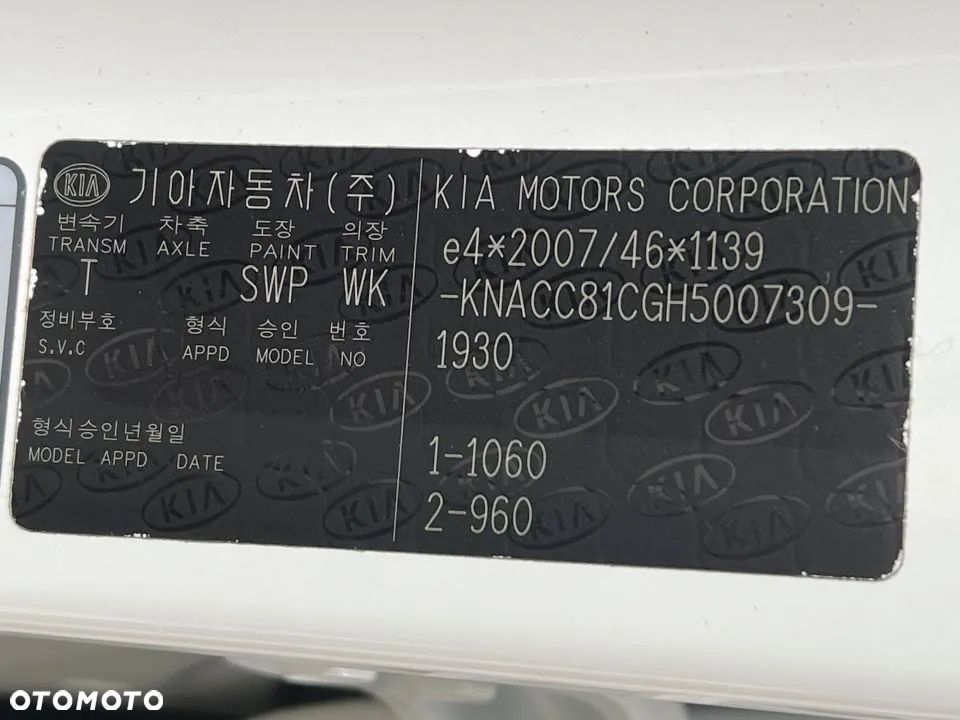 KIA 기아자동차(주)
변속기 차축 도장 의장
TRANSM AXLE PAINT TRIM
T SWP WK
정비부호 형식 승인 번호
S.V.C APPD MODEL NO
형식승인년월일
MODEL APPD DATE
KIA MOTORS CORPORATION
e4*2007/46*1139
-KNACC81CGH5007309-
1930
1-1060
2-960
OTOMOTO